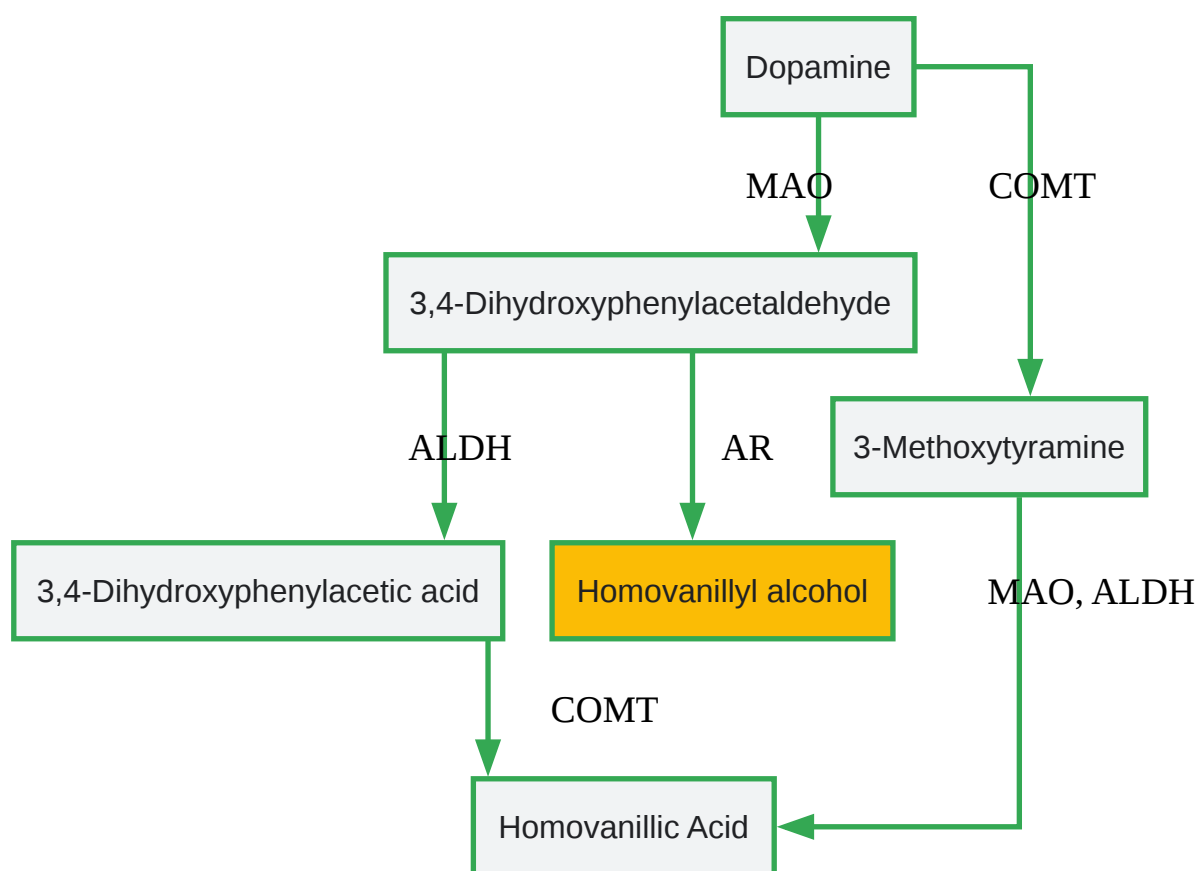 Dopamine
MAO
COMT
3,4-Dihydroxyphenylacetaldehyde
ALDH
AR
3-Methoxytyramine
3,4-Dihydroxyphenylacetic acid
Homovanillyl alcohol
MAO, ALDH
COMT
Homovanillic Acid